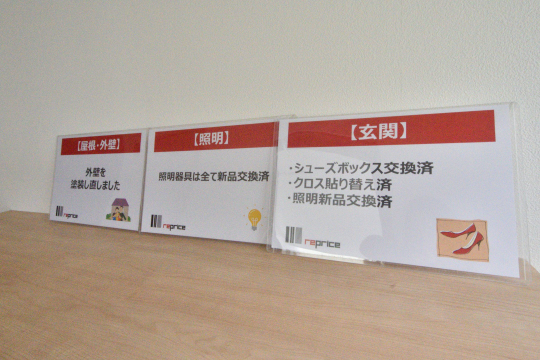 【屋根・外壁】
外壁を
塗装し直しました
reprice
【照明】
照明器具は全て新品交換済
reprice
【玄関】
・シューズボックス交換済
・クロス貼り替え済
・照明新品交換済
reprice